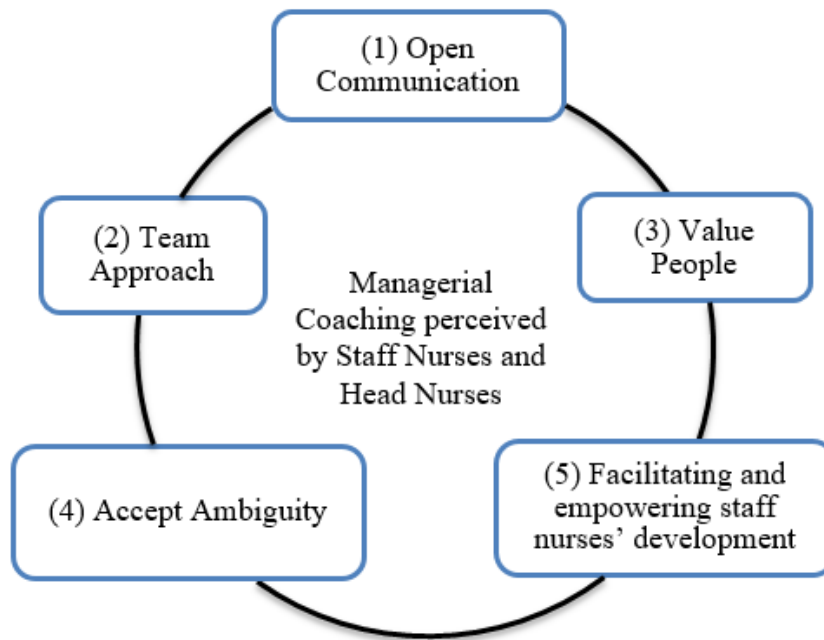 (1) Open
Communication
(2) Team
Approach
(3) Value
People
Managerial
Coaching perceived
by Staff Nurses and
Head Nurses
(4) Accept Ambiguity
(5) Facilitating and
empowering staff
nurses’ development